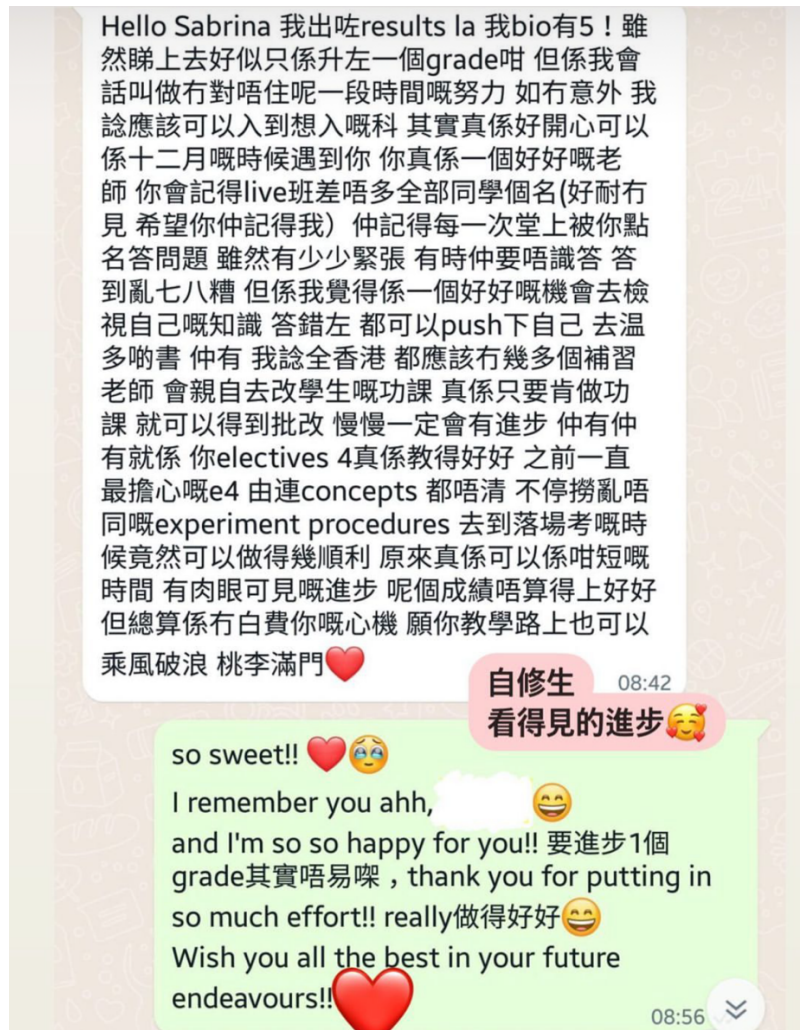 Hello Sabrina 我出咗results la 我bio有5！雖
然睇上去好似只係升左一個grade咁 但係我會
話叫做冇對唔住呢一段時間嘅努力 如冇意外 我
諗應該可以入到想入嘅科 其實真係好開心可以
係十二月嘅時候遇到你 你真係一個好好嘅老
師 你會記得live班差唔多全部同學個名(好耐冇
見 希望你仲記得我）仲記得每一次堂上被你點
名答問題 雖然有少少緊張 有時仲要唔識答 答
到亂七八糟 但係我覺得係一個好好嘅機會去檢
視自己嘅知識 答錯左 都可以push下自己 去温
多啲書 仲有 我諗全香港 都應該冇幾多個補習
老師 會親自去改學生嘅功課 真係只要肯做功
課 就可以得到批改 慢慢一定會有進步 仲有仲
有就係 你electives 4真係教得好好 之前一直
最擔心嘅e4 由連concepts 都唔清 不停撈亂唔
同嘅experiment procedures 去到落場考嘅時
候竟然可以做得幾順利 原來真係可以係咁短嘅
時間 有肉眼可見嘅進步 呢個成績唔算得上好好
但總算係冇白費你嘅心機 願你教學路上也可以
乘風破浪 桃李滿門❤️
08:42
自修生
看得見的進步🥰
so sweet!! ❤️🥹
I remember you ahh, 😄
and I'm so so happy for you!! 要進步1個
grade其實唔易㗎，thank you for putting in
so much effort!! really做得好好😄
Wish you all the best in your future
endeavours!!❤️
08:56